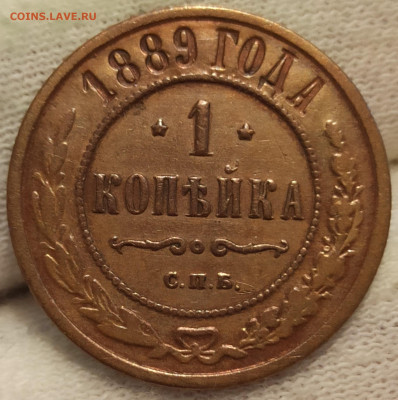 COINS.LAVE.RU
1889 ГОДА
1
КОПѢЙКА
С.П.Б.